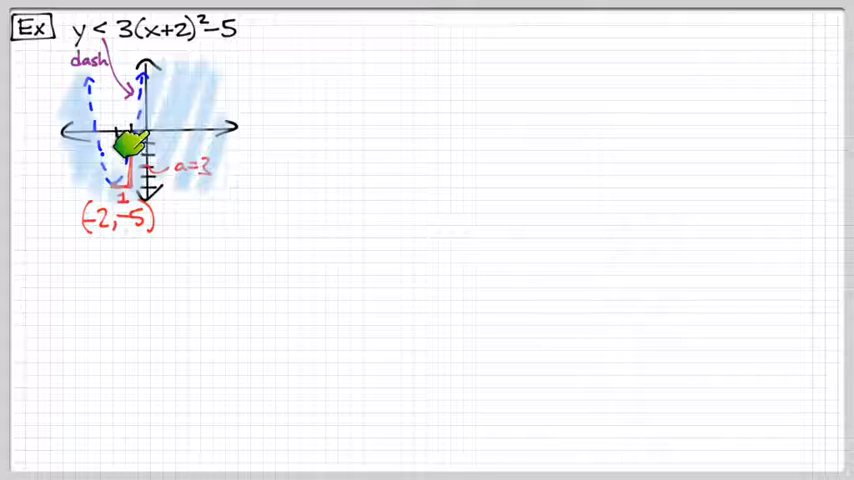 Ex y < 3(x+2)²-5
dash
a=3
1
(-2,-5)